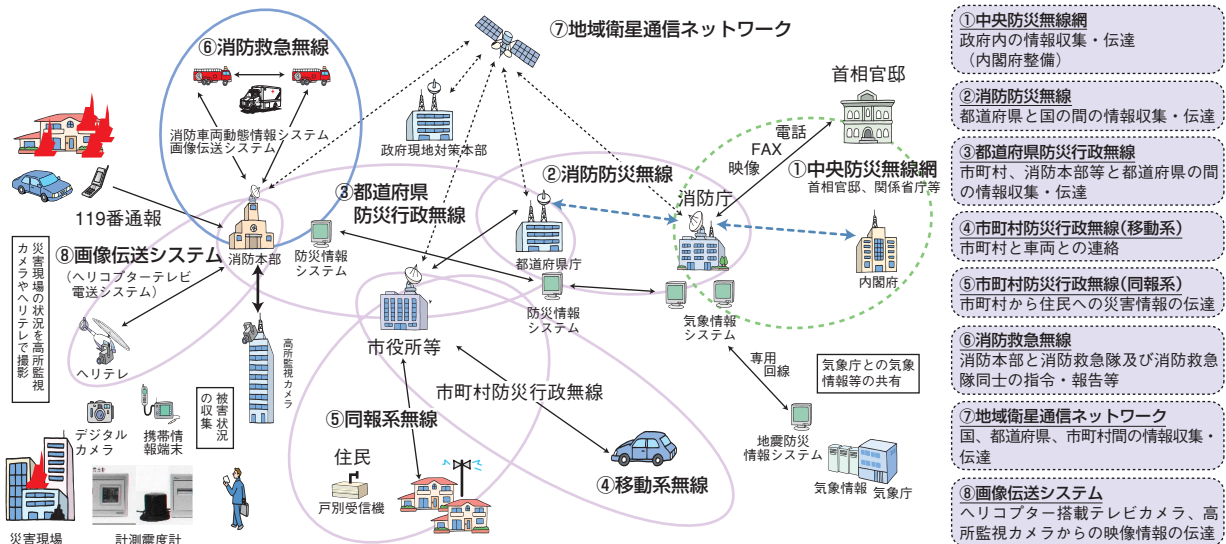 ⑦地域衛星通信ネットワーク
⑥消防救急無線
消防車両動態情報システム
画像伝送システム
政府現地対策本部
首相官邸
電話
FAX
映像
①中央防災無線網
首相官邸、関係省庁等
②消防防災無線
消防庁
③都道府県
防災行政無線
119番通報
消防本部
防災情報
システム
都道府県庁
内閣府
⑧画像伝送システム
（ヘリコプターテレビ
電送システム）
災害現場の状況を高所監視
カメラやヘリテレで撮影
ヘリテレ
高所監視カメラ
市役所等
防災情報
システム
気象情報
システム
専用
回線
気象庁との気象
情報等の共有
市町村防災行政無線
被害状況
の収集
デジタル
カメラ
携帯情
報端末
⑤同報系無線
住民
戸別受信機
④移動系無線
地震防災
情報システム
気象情報
気象庁
災害現場
計測震度計
①中央防災無線網
政府内の情報収集・伝達
（内閣府整備）
②消防防災無線
都道府県と国の間の情報収集・伝達
③都道府県防災行政無線
市町村、消防本部等と都道府県の間
の情報収集・伝達
④市町村防災行政無線(移動系)
市町村と車両との連絡
⑤市町村防災行政無線(同報系)
市町村から住民への災害情報の伝達
⑥消防救急無線
消防本部と消防救急隊及び消防救急
隊同士の指令・報告等
⑦地域衛星通信ネットワーク
国、都道府県、市町村間の情報収集・
伝達
⑧画像伝送システム
ヘリコプター搭載テレビカメラ、高
所監視カメラからの映像情報の伝達